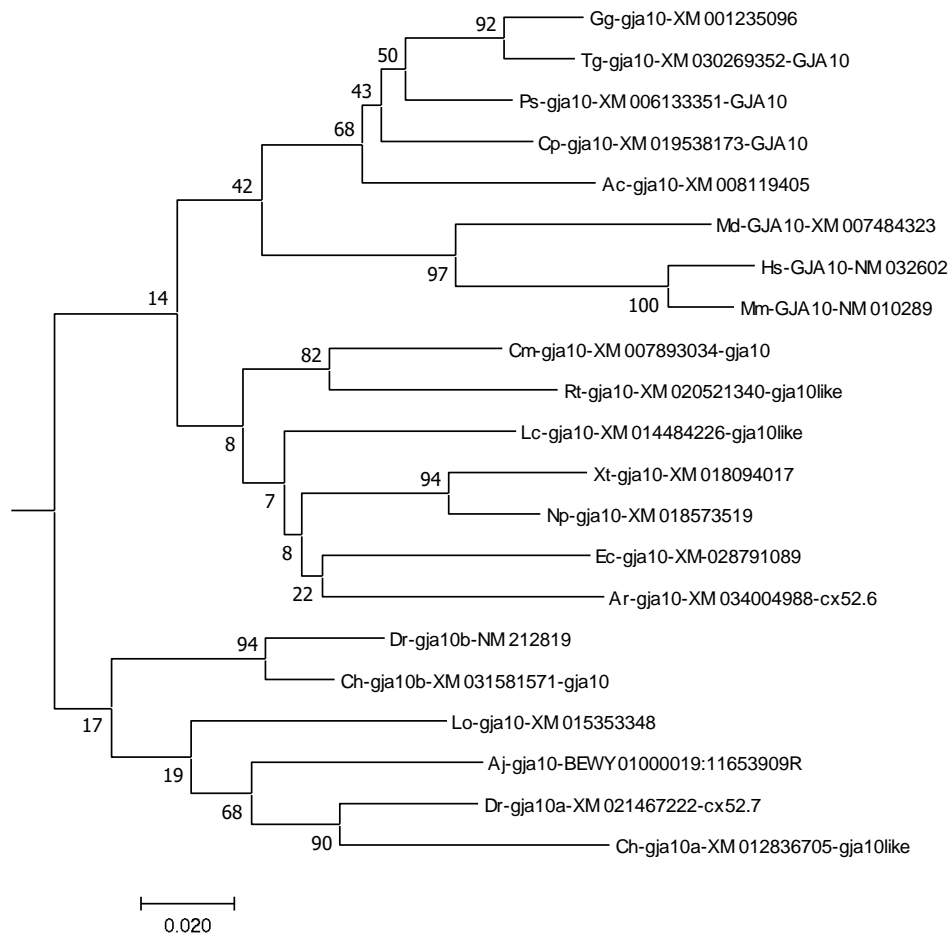 92
Gg-gja10-XM 001235096
Tg-gja10-XM 030269352-GJA10
50
Ps-gja10-XM 006133351-GJA10
43
Cp-gja10-XM 019538173-GJA10
68
Ac-gja10-XM 008119405
42
Md-GJA10-XM 007484323
97
Hs-GJA10-NM 032602
100
Mm-GJA10-NM 010289
14
82
Cm-gja10-XM 007893034-gja10
Rt-gja10-XM 020521340-gja10like
8
Lc-gja10-XM 014484226-gja10like
7
94
Xt-gja10-XM 018094017
Np-gja10-XM 018573519
8
Ec-gja10-XM-028791089
22
Ar-gja10-XM 034004988-cx52.6
94
Dr-gja10b-NM 212819
Ch-gja10b-XM 031581571-gja10
17
Lo-gja10-XM 015353348
19
Aj-gja10-BEWY01000019:11653909R
68
Dr-gja10a-XM 021467222-cx52.7
90
Ch-gja10a-XM 012836705-gja10like
0.020